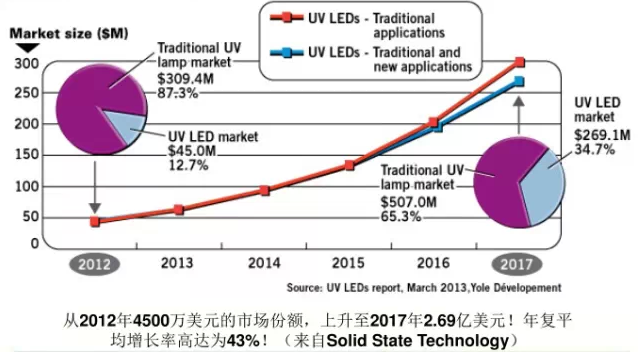 Market size ($M)
UV LEDs - Traditional
applications
UV LEDs - Traditional and
new applications
Traditional UV
lamp market
$309.4M
87.3%
UV LED market
$45.0M
12.7%
UV LED
market
$269.1M
34.7%
Traditional UV
lamp market
$507.0M
65.3%
300
250
200
150
100
50
0
2012
2013
2014
2015
2016
2017
Source: UV LEDs report, March 2013,Yole Dévelopement
从2012年4500万美元的市场份额，上升至2017年2.69亿美元！年复平
均增长率高达为43%！（来自Solid State Technology）